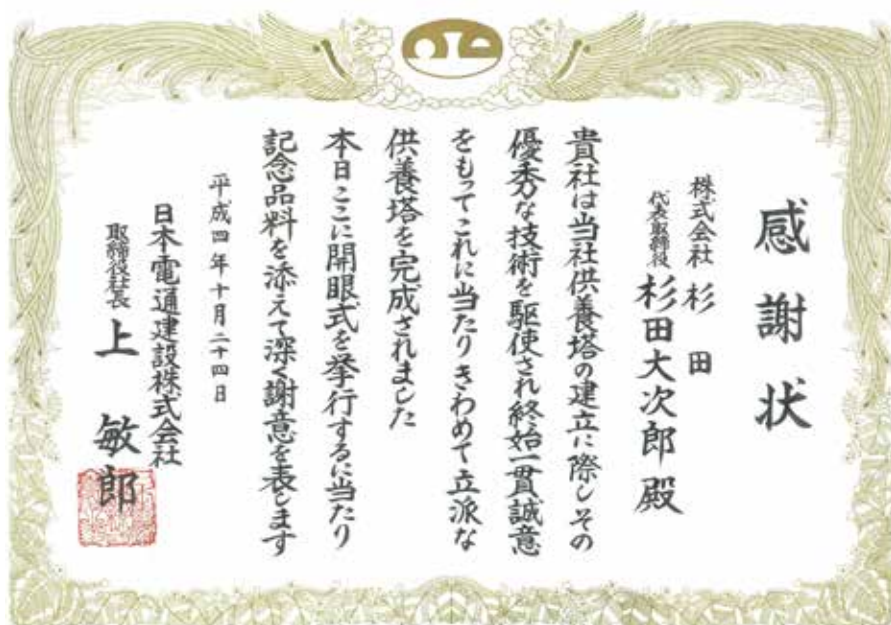 感謝状
株式会社 杉田
代表取締役 杉田大次郎殿
貴社は当社供養塔の建立に際しその
優秀な技術を駆使され終始一貫誠意
をもってこれに当たりきわめて立派な
供養塔を完成されました
本日ここに開眼式を挙行するに当たり
記念品料を添えて深く謝意を表します
平成四年十月二十四日
日本電通建設株式会社
取締役社長 上 敏郎